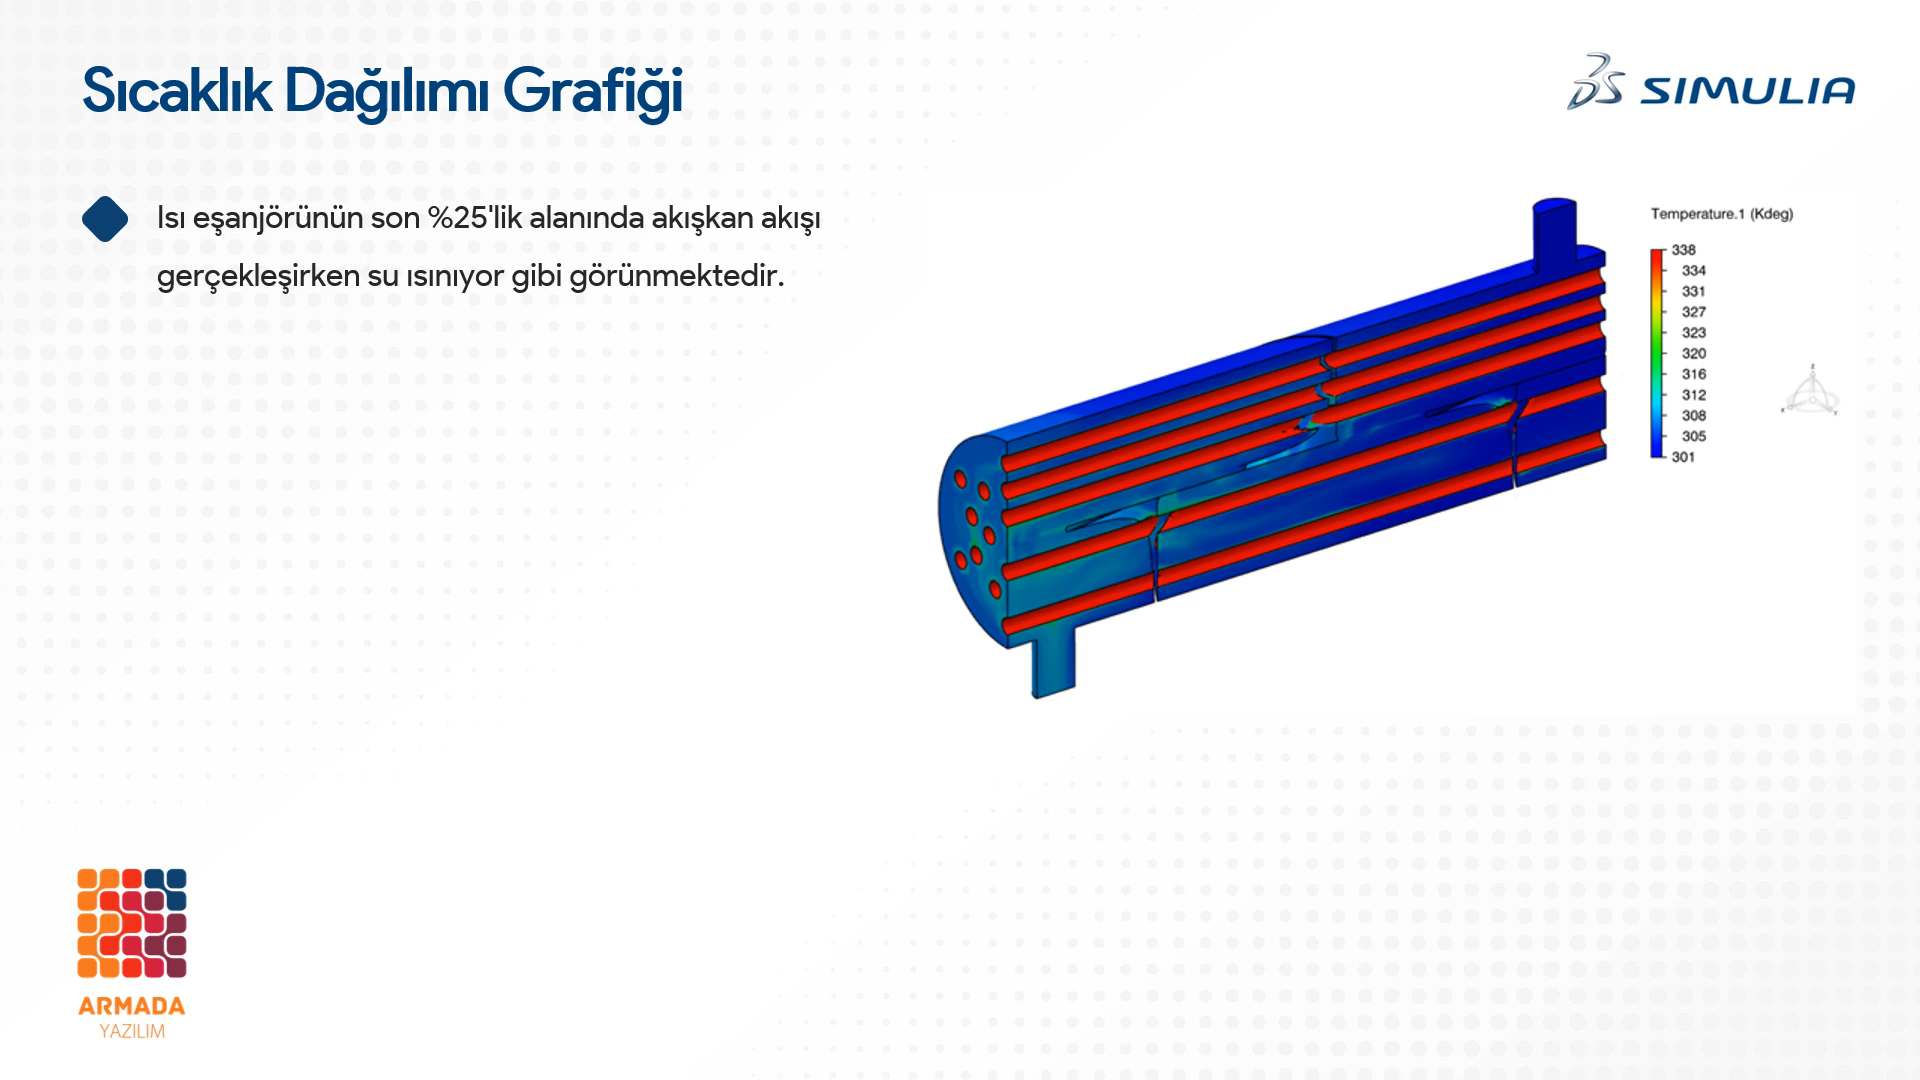 Sıcaklık Dağılımı Grafiği
SIMULIA
Isı eşanjörünün son %25'lik alanında akışkan akışı
gerçekleşirken su ısınıyor gibi görünmektedir.
Temperature.1 (Kdeg)
338
334
331
327
323
320
316
312
308
305
301
ARMADA
YAZILIM